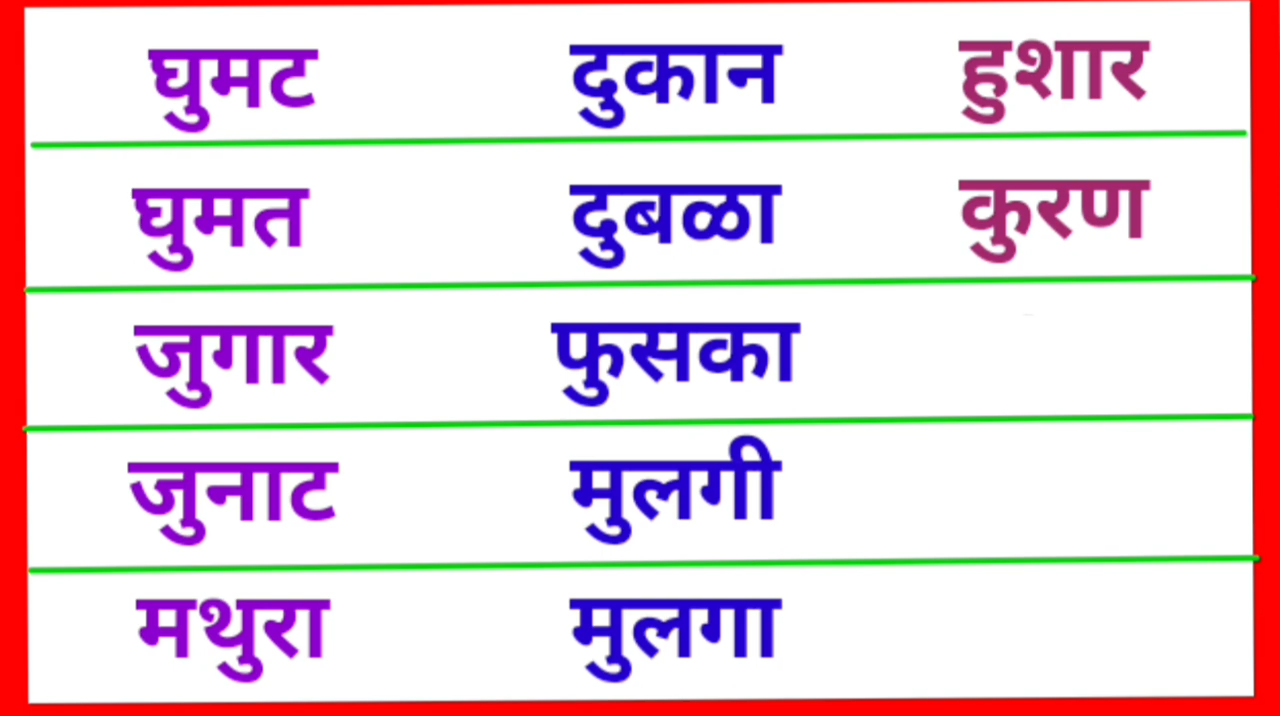 घुमट दुकान हुशार
घुमत दुबळा कुरण
जुगार फुसका
जुनाट मुलगी
मथुरा मुलगा